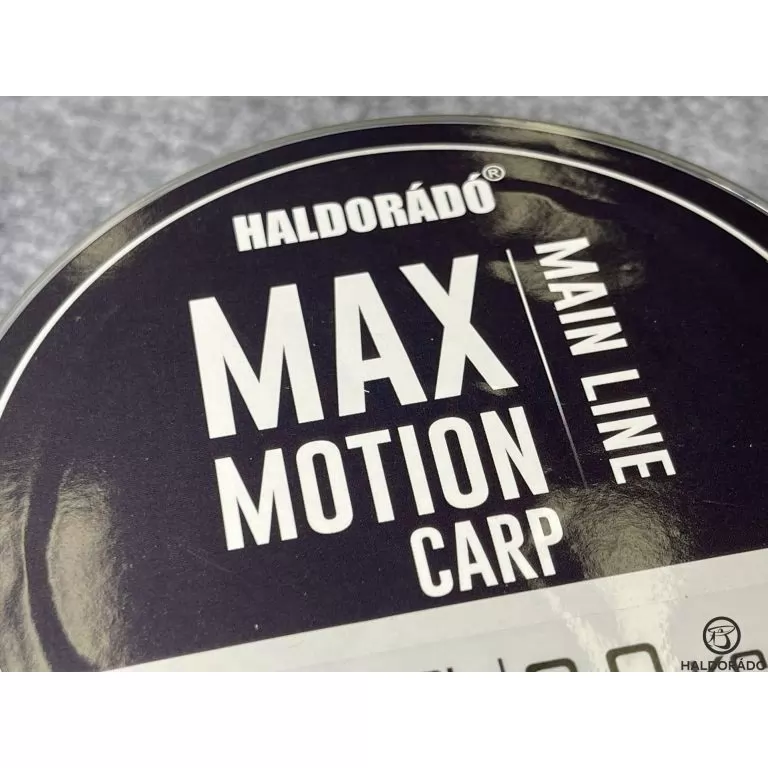 HALDORÁDÓ®
MAX
MOTION
CARP
MAIN LINE
HALDORÁDÓ